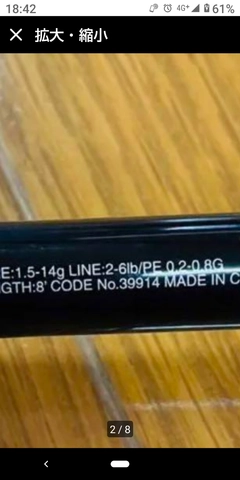 18:42
4G+
61%
拡大・縮小
E:1.5-14g LINE:2-6lb/PE 0.2-0.8G
GTH:8' CODE No.39914 MADE IN C
2 / 8